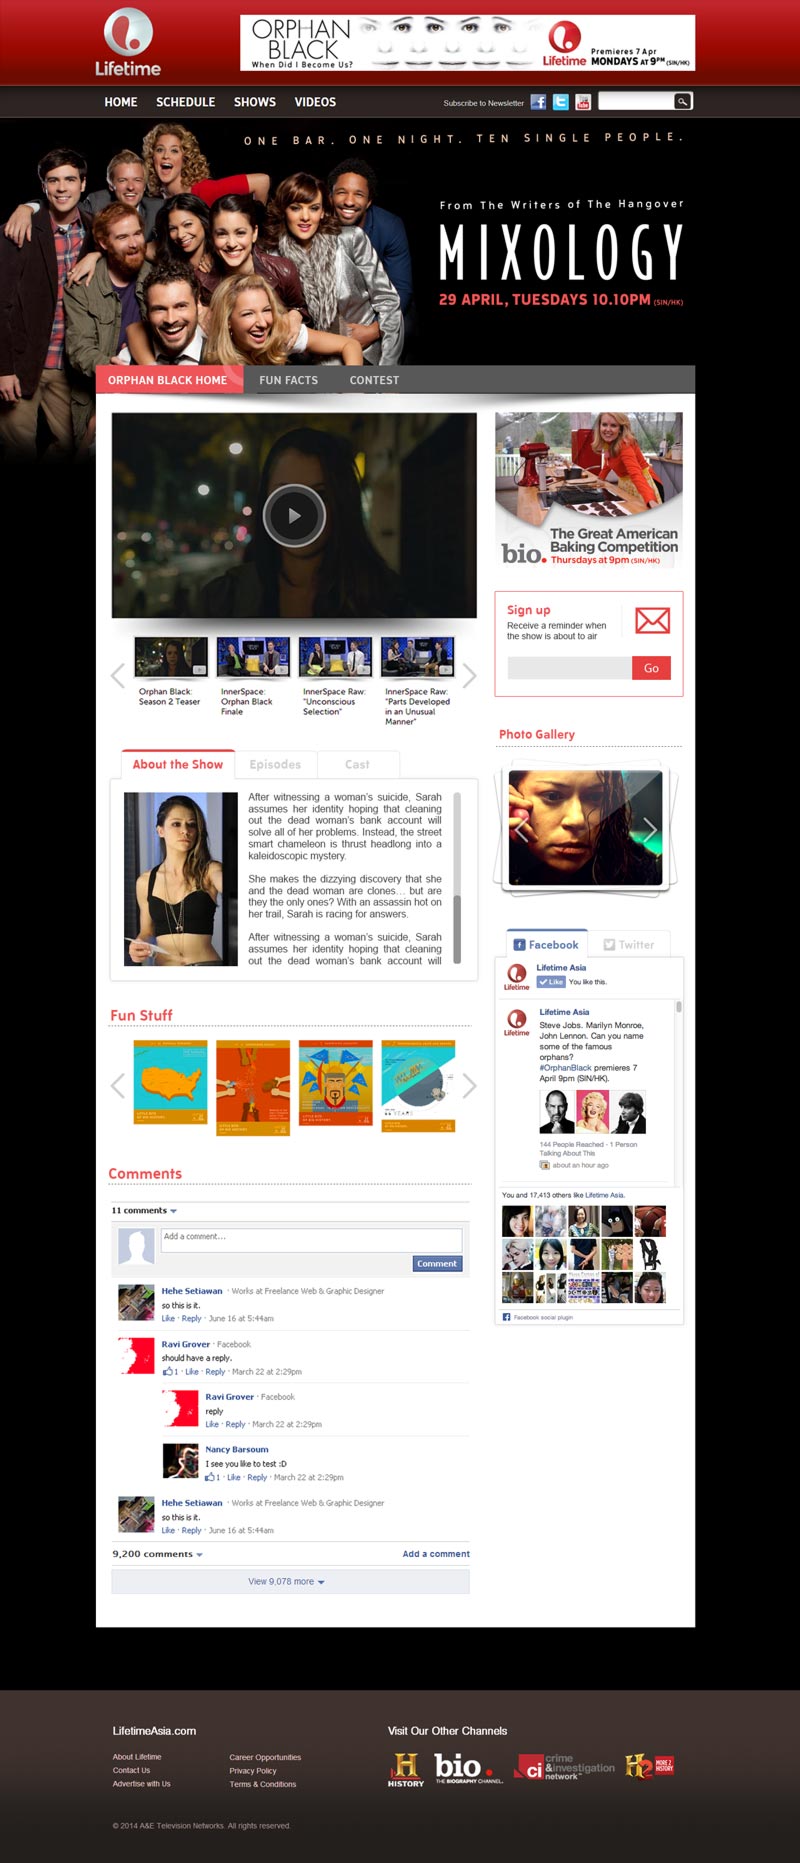 Lifetime
ORPHAN
BLACK
When Did I Become Us?
Lifetime
Premieres 7 Apr
MONDAYS AT 9PM (SIN/HK)
HOME SCHEDULE SHOWS VIDEOS
Subscribe to Newsletter
ONE BAR. ONE NIGHT. TEN SINGLE PEOPLE.
From The Writers of The Hangover
MIXOLOGY
29 APRIL, TUESDAYS 10.10PM (SIN/HK)
ORPHAN BLACK HOME FUN FACTS CONTEST
bio.
The Great American
Baking Competition
Thursdays at 9pm (SIN/HK)
Sign up
Receive a reminder when
the show is about to air
Go
Orphan Black:
Season 2 Teaser
InnerSpace:
Orphan Black
Finale
InnerSpace Raw:
"Unconscious
Selection"
InnerSpace Raw:
"Parts Developed
in an Unusual
Manner"
Photo Gallery
About the Show Episodes Cast
After witnessing a woman's suicide, Sarah
assumes her identity hoping that cleaning
out the dead woman's bank account will
solve all of her problems. Instead, the street
smart chameleon is thrust headlong into a
kaleidoscopic mystery.
She makes the dizzying discovery that she
and the dead woman are clones... but are
they the only ones? With an assassin hot on
her trail, Sarah is racing for answers.
After witnessing a woman's suicide, Sarah
assumes her identity hoping that cleaning
out the dead woman's bank account will
Facebook Twitter
Lifetime
Lifetime Asia
Like You like this.
Lifetime
Lifetime Asia
Steve Jobs. Marilyn Monroe,
John Lennon. Can you name
some of the famous
orphans?
#OrphanBlack premieres 7
April 9pm (SIN/HK).
144 People Reached · 1 Person
Talking About This
about an hour ago
You and 17,413 others like Lifetime Asia.
Facebook social plugin
Fun Stuff
Comments
11 comments
Add a comment...
Comment
Hehe Setiawan · Works at Freelance Web & Graphic Designer
so this is it.
Like · Reply · June 16 at 5:44am
Ravi Grover · Facebook
should have a reply.
1 · Like · Reply · March 22 at 2:29pm
Ravi Grover · Facebook
reply
Like · Reply · March 22 at 2:29pm
Nancy Barsoum
I see you like to test :D
1 · Like · Reply · March 22 at 2:29pm
Hehe Setiawan · Works at Freelance Web & Graphic Designer
so this is it.
Like · Reply · June 16 at 5:44am
9,200 comments Add a comment
View 9,078 more
LifetimeAsia.com
About Lifetime
Contact Us
Advertise with Us
Career Opportunities
Privacy Policy
Terms & Conditions
Visit Our Other Channels
H
HISTORY
bio.
THE BIOGRAPHY CHANNEL
ci
crime
&investigation
network
H2
MORE 2
HISTORY
© 2014 A&E Television Networks. All rights reserved.